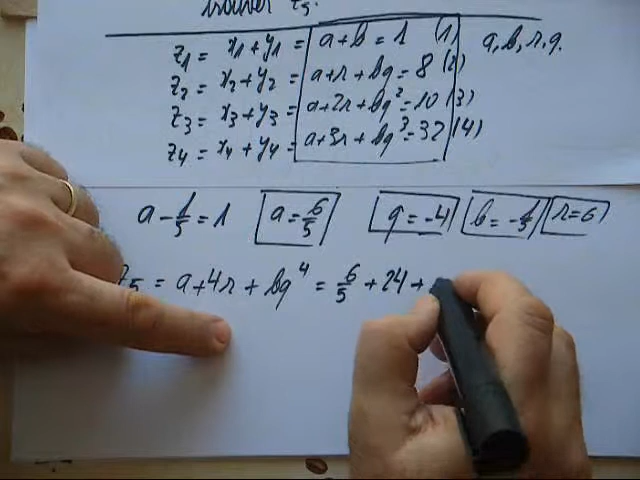 trouver z₅.
z₁ = x₁+y₁ = a+b = 1 (1) a, b, r, q.
z₂ = x₂+y₂ = a+r+bq = 8 (2)
z₃ = x₃+y₃ = a+2r+bq² = 10 (3)
z₄ = x₄+y₄ = a+3r+bq³ = 32 (4)
a - 1/5 = 1 a = 6/5 q = -4 b = -1/5 r = 6
z₅ = a+4r+bq⁴ = 6/5 + 24 +